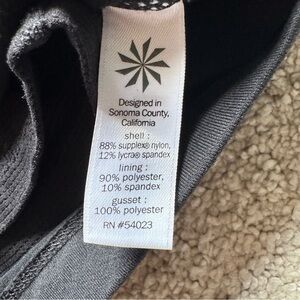 Designed in
Sonoma County,
California
shell :
88% supplex® nylon,
12% lycra® spandex
lining :
90% polyester,
10% spandex
gusset :
100% polyester
RN #54023